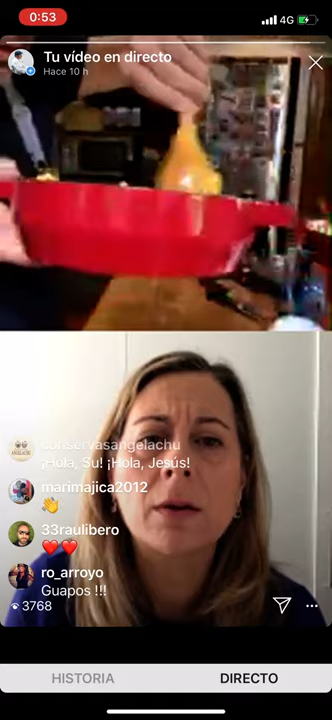 0:53
4G
Tu vídeo en directo
Hace 10 h
conservasangelachu
¡Hola, Su! ¡Hola, Jesús!
marimajica2012
👋
33raulibero
❤️❤️
ro_arroyo
Guapos !!!
3768
HISTORIA
DIRECTO